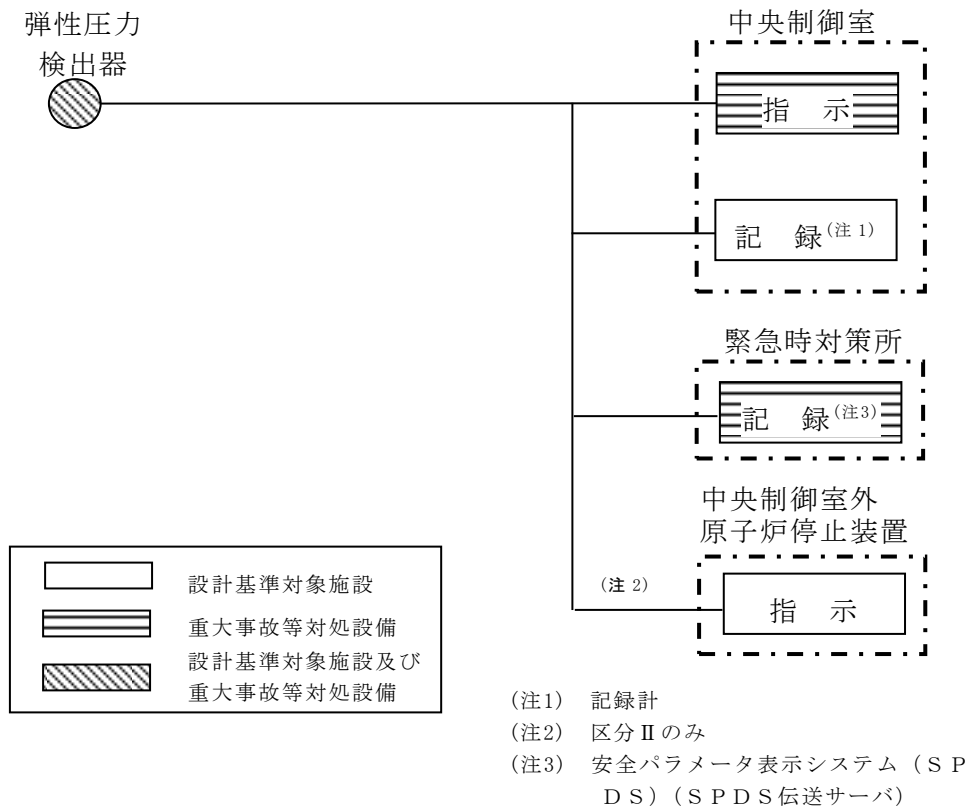 弾性圧力
検出器
中央制御室
指 示
記 録(注1)
緊急時対策所
記 録(注3)
中央制御室外
原子炉停止装置
(注2)
指 示
設計基準対象施設
重大事故等対処設備
設計基準対象施設及び
重大事故等対処設備
(注1) 記録計
(注2) 区分Ⅱのみ
(注3) 安全パラメータ表示システム(SP
DS)(SPDS伝送サーバ)